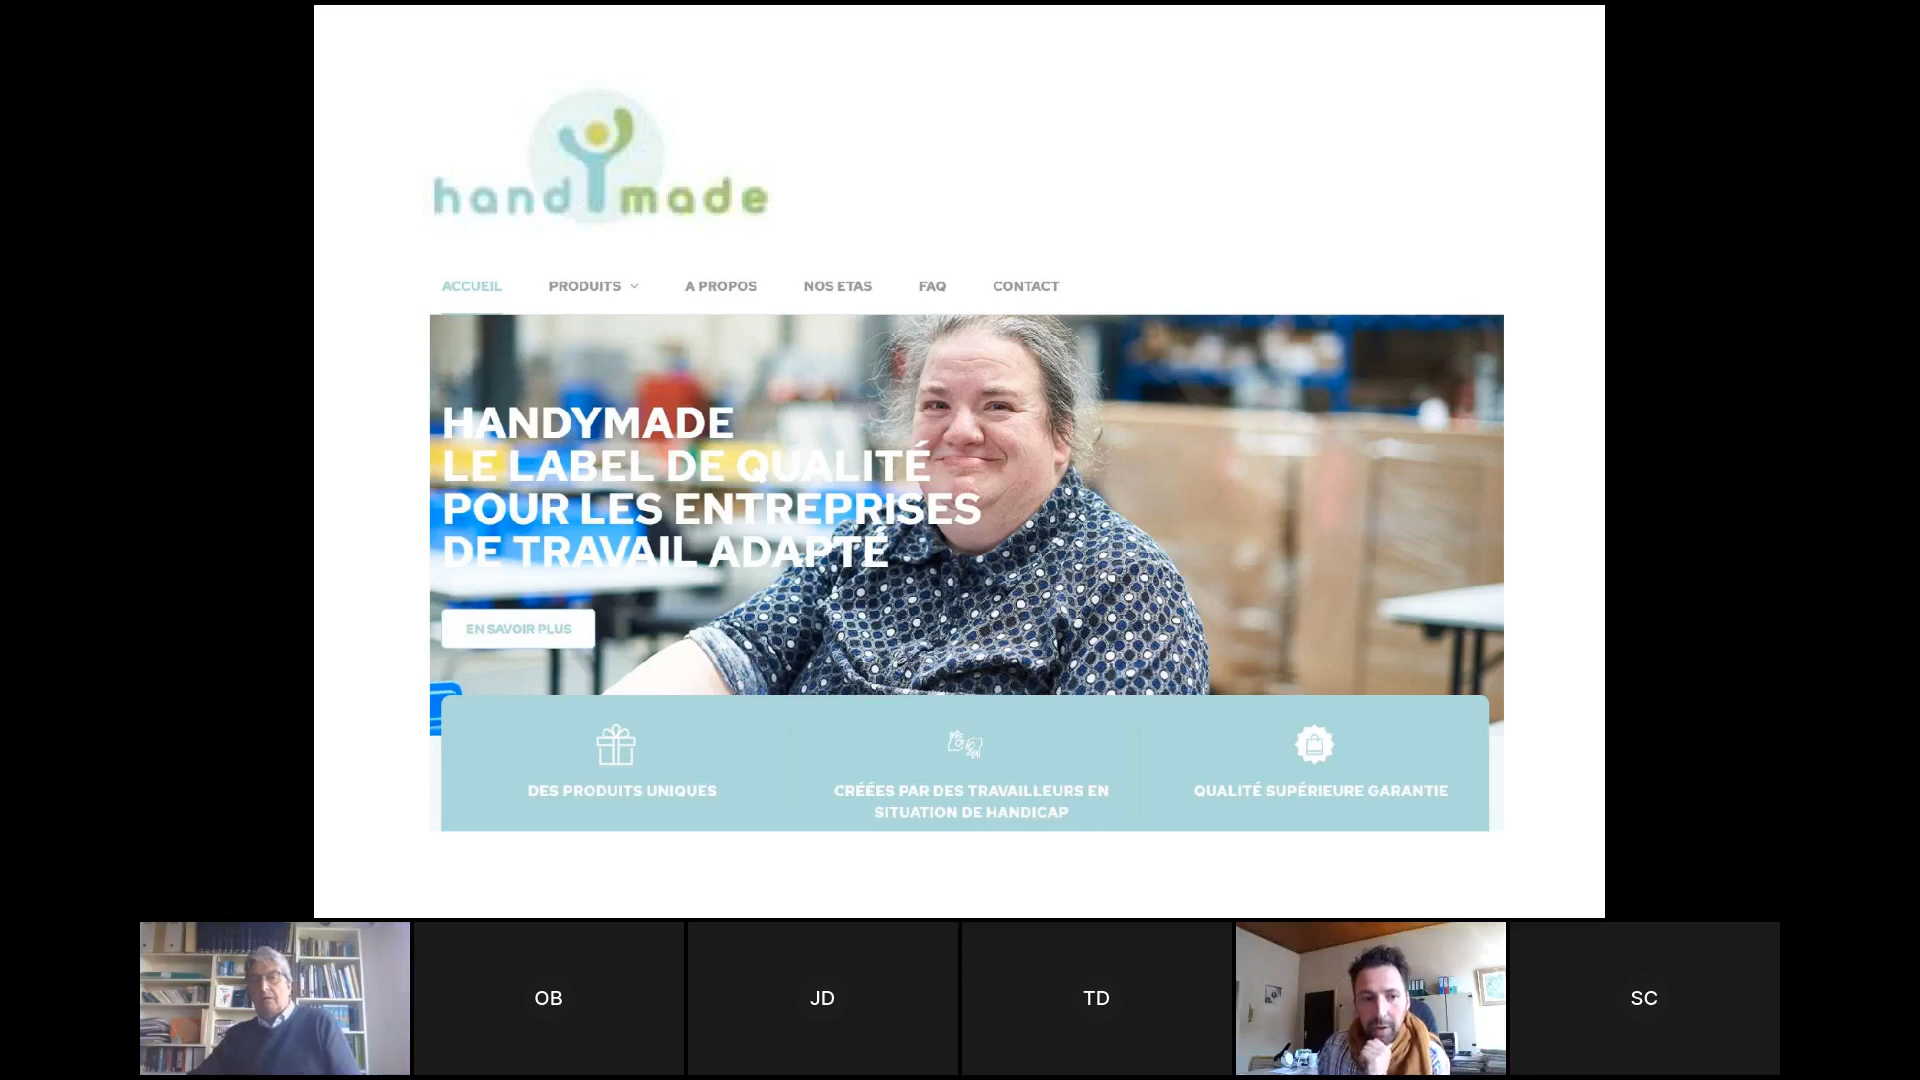 handYmade
ACCUEIL PRODUITS A PROPOS NOS ETAS FAQ CONTACT
HANDYMADE
LE LABEL DE QUALITÉ
POUR LES ENTREPRISES
DE TRAVAIL ADAPTÉ
EN SAVOIR PLUS
DES PRODUITS UNIQUES
CRÉÉES PAR DES TRAVAILLEURS EN
SITUATION DE HANDICAP
QUALITÉ SUPÉRIEURE GARANTIE
OB
JD
TD
SC